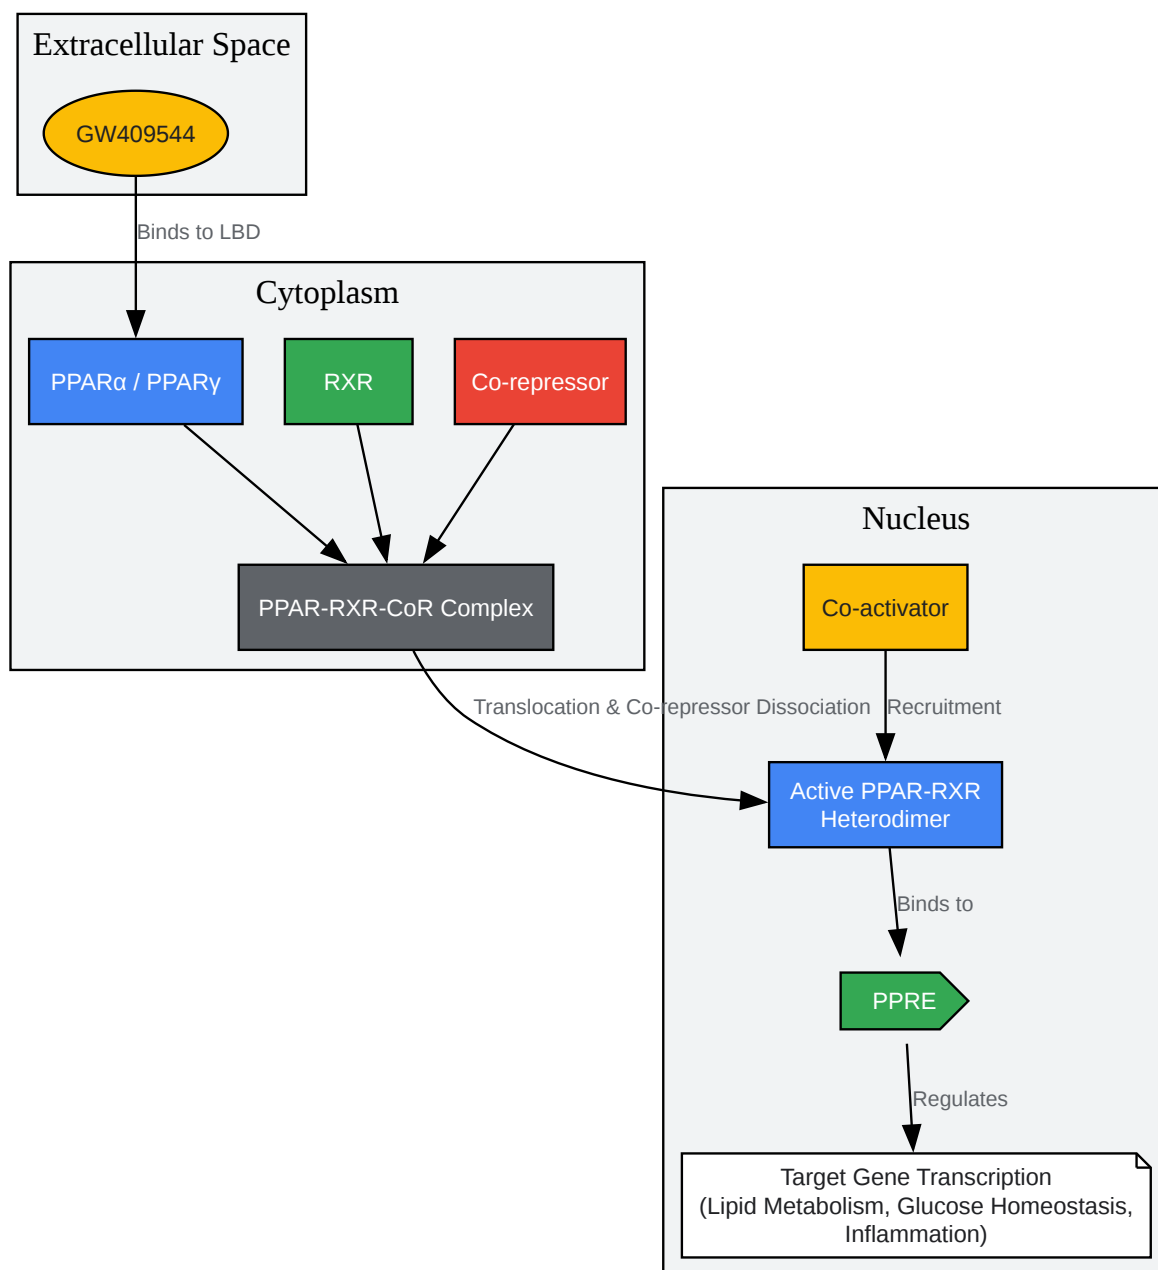 Extracellular Space
GW409544
Binds to LBD
Cytoplasm
PPARα / PPARγ
RXR
Co-repressor
PPAR-RXR-CoR Complex
Nucleus
Co-activator
Translocation & Co-repressor Dissociation
Recruitment
Active PPAR-RXR
Heterodimer
Binds to
PPRE
Regulates
Target Gene Transcription
(Lipid Metabolism, Glucose Homeostasis,
Inflammation)